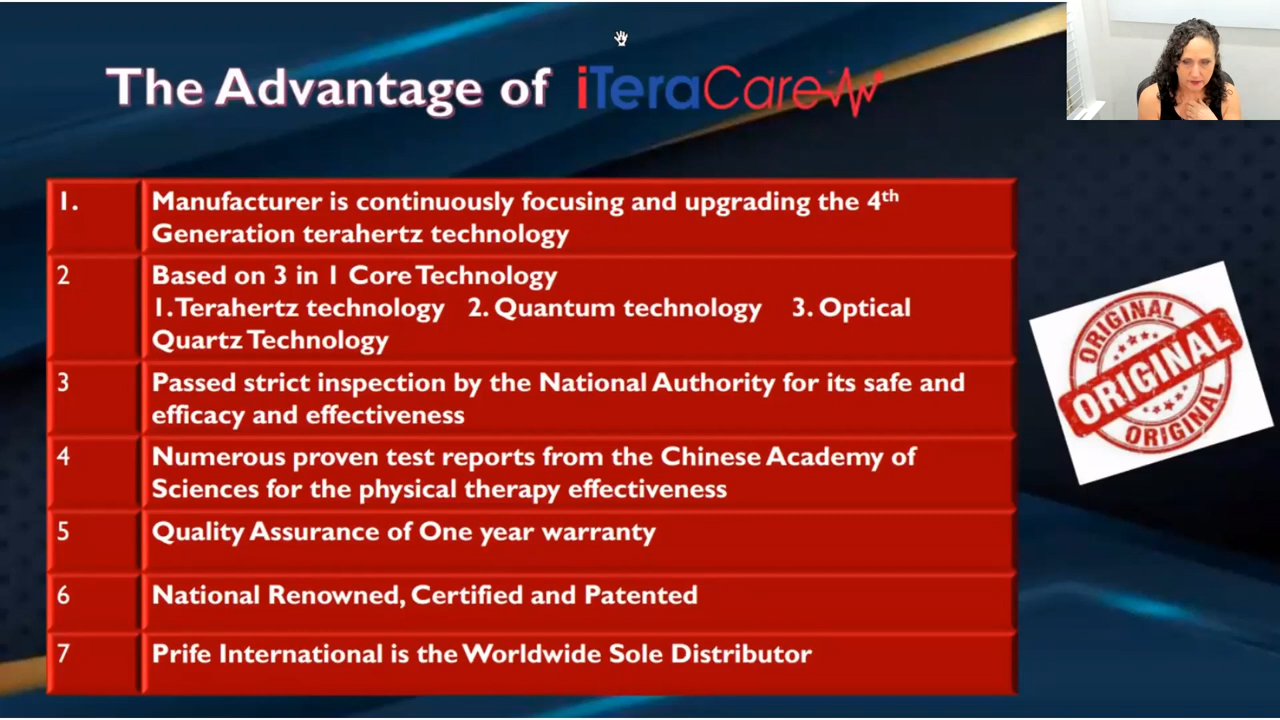 The Advantage of iTeraCare
1. Manufacturer is continuously focusing and upgrading the 4th
Generation terahertz technology
2 Based on 3 in 1 Core Technology
1. Terahertz technology 2. Quantum technology 3. Optical
Quartz Technology
3 Passed strict inspection by the National Authority for its safe and
efficacy and effectiveness
4 Numerous proven test reports from the Chinese Academy of
Sciences for the physical therapy effectiveness
5 Quality Assurance of One year warranty
6 National Renowned, Certified and Patented
7 Prife International is the Worldwide Sole Distributor
ORIGINAL
ORIGINAL
ORIGINAL